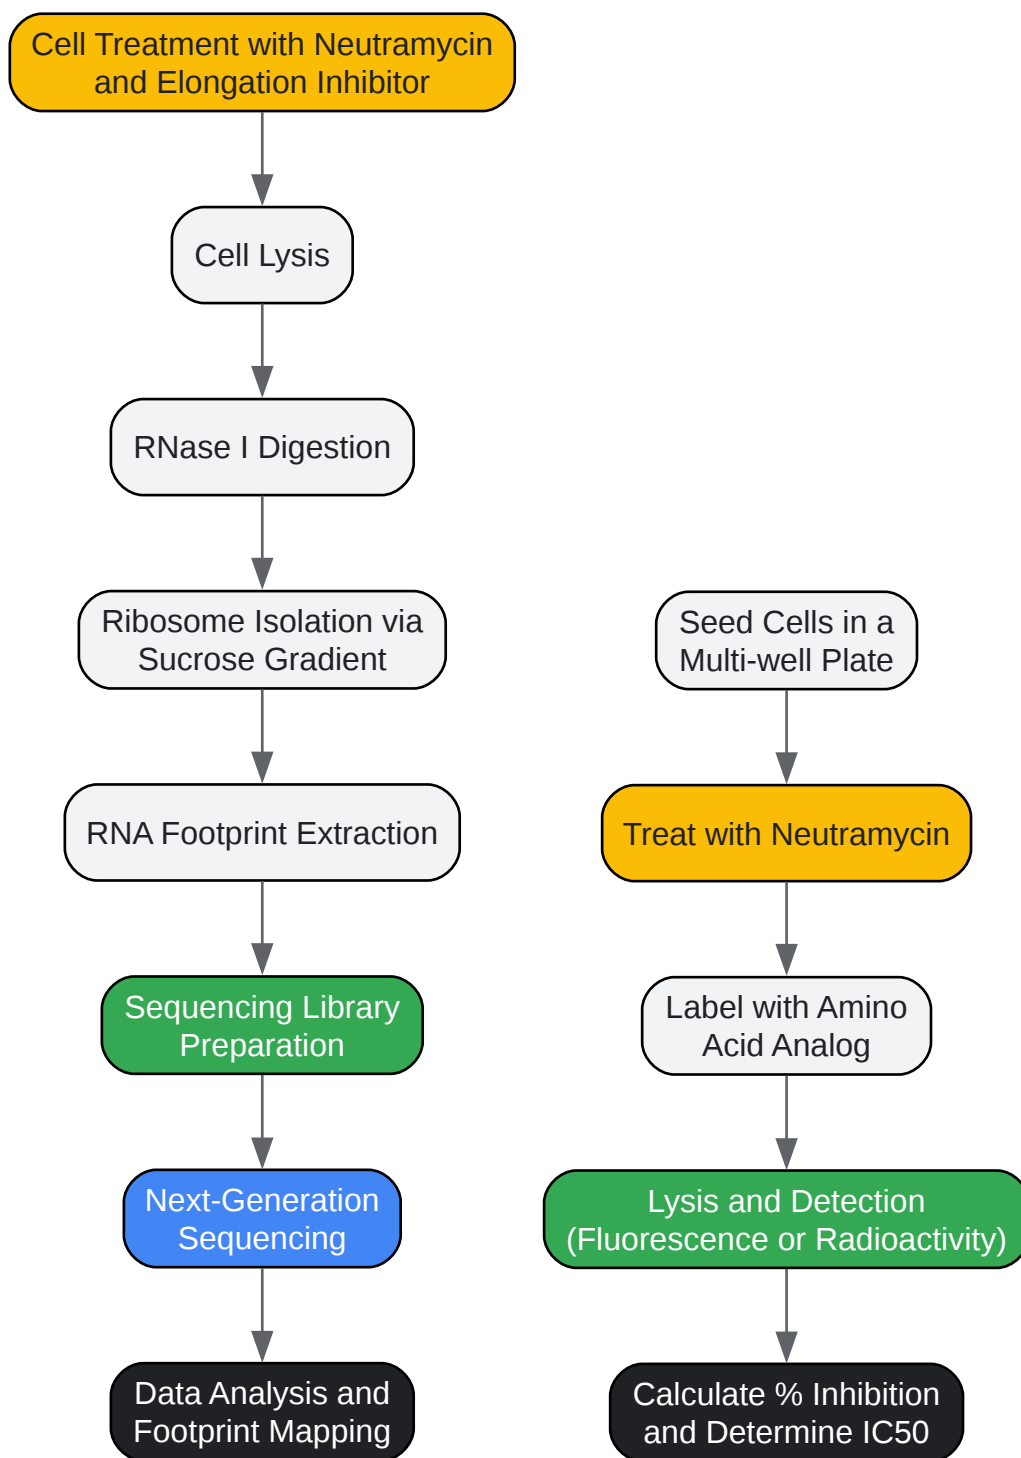 Cell Treatment with Neutramycin
and Elongation Inhibitor
Cell Lysis
RNase I Digestion
Ribosome Isolation via
Sucrose Gradient
RNA Footprint Extraction
Sequencing Library
Preparation
Next-Generation
Sequencing
Data Analysis and
Footprint Mapping
Seed Cells in a
Multi-well Plate
Treat with Neutramycin
Label with Amino
Acid Analog
Lysis and Detection
(Fluorescence or Radioactivity)
Calculate % Inhibition
and Determine IC50